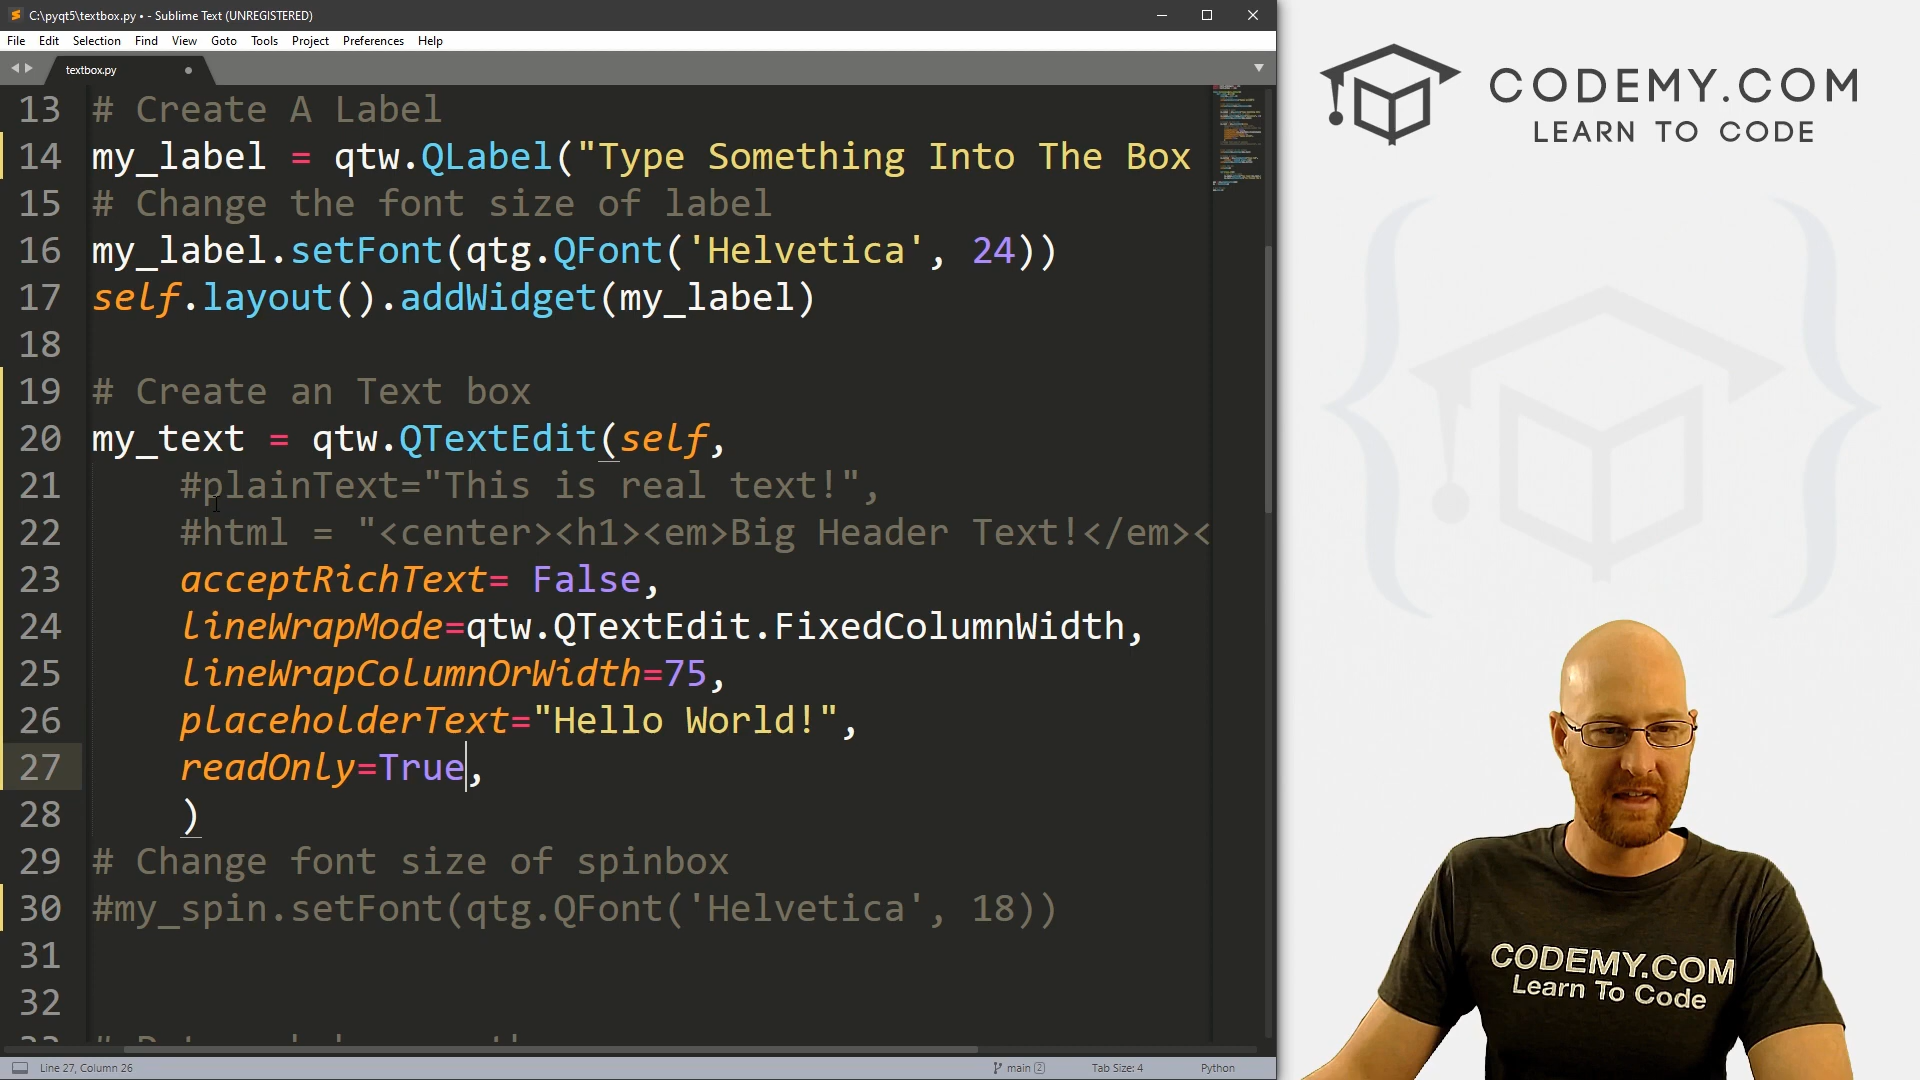 C:\pyqt5\textbox.py • - Sublime Text (UNREGISTERED)
File Edit Selection Find View Goto Tools Project Preferences Help
textbox.py
13 # Create A Label
14 my_label = qtw.QLabel("Type Something Into The Box
15 # Change the font size of label
16 my_label.setFont(qtg.QFont('Helvetica', 24))
17 self.layout().addWidget(my_label)
18
19 # Create an Text box
20 my_text = qtw.QTextEdit(self,
21 #plainText="This is real text!",
22 #html = "<center><h1><em>Big Header Text!</em><
23 acceptRichText= False,
24 lineWrapMode=qtw.QTextEdit.FixedColumnWidth,
25 lineWrapColumnOrWidth=75,
26 placeholderText="Hello World!",
27 readOnly=True,
28 )
29 # Change font size of spinbox
30 #my_spin.setFont(qtg.QFont('Helvetica', 18))
31
32
Line 27, Column 26
main 2
Tab Size: 4
Python
CODEMY.COM
LEARN TO CODE
CODEMY.COM
Learn To Code